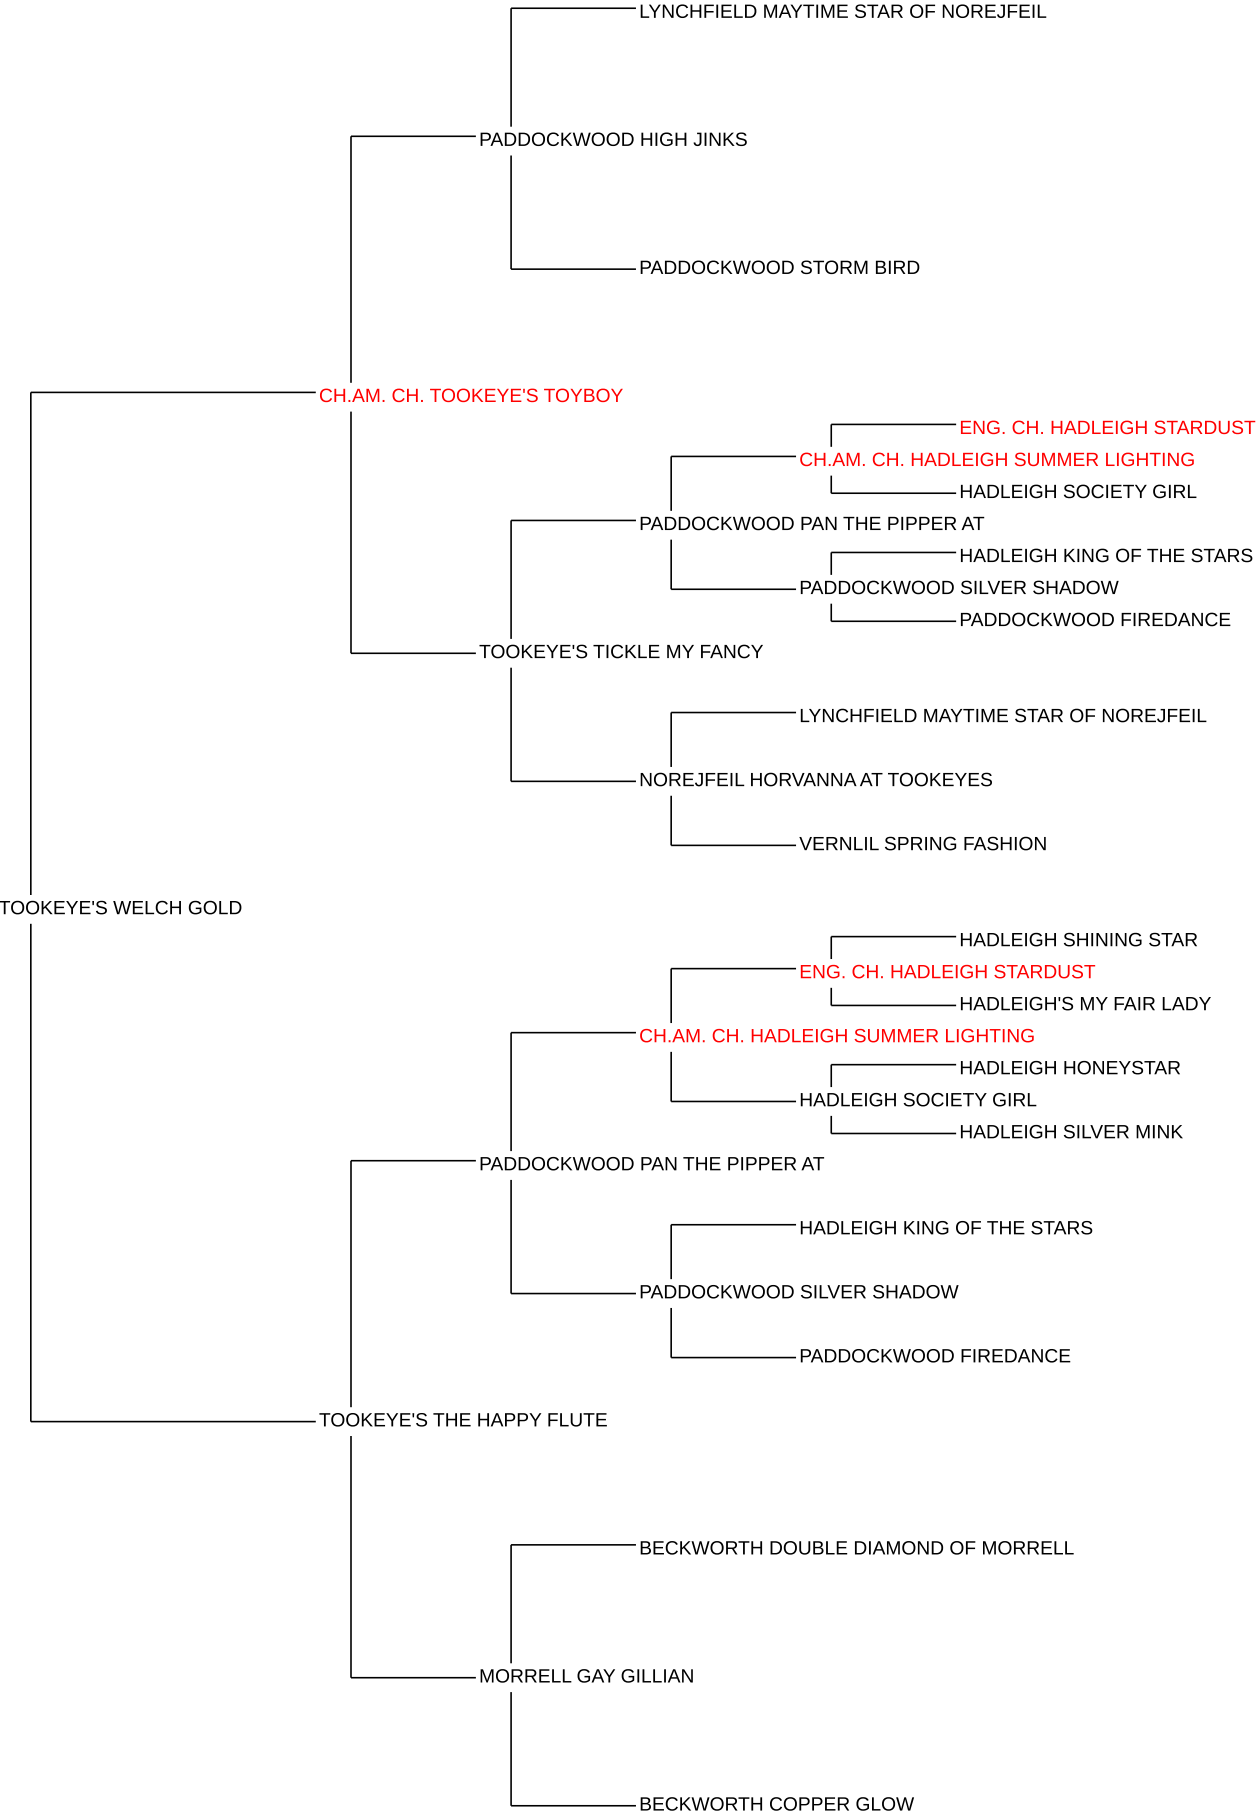 LYNCHFIELD MAYTIME STAR OF NOREJFEIL
PADDOCKWOOD HIGH JINKS
PADDOCKWOOD STORM BIRD
CH.AM. CH. TOOKEYE'S TOYBOY
ENG. CH. HADLEIGH STARDUST
CH.AM. CH. HADLEIGH SUMMER LIGHTING
HADLEIGH SOCIETY GIRL
PADDOCKWOOD PAN THE PIPPER AT
HADLEIGH KING OF THE STARS
PADDOCKWOOD SILVER SHADOW
PADDOCKWOOD FIREDANCE
TOOKEYE'S TICKLE MY FANCY
LYNCHFIELD MAYTIME STAR OF NOREJFEIL
NOREJFEIL HORVANNA AT TOOKEYES
VERNLIL SPRING FASHION
TOOKEYE'S WELCH GOLD
HADLEIGH SHINING STAR
ENG. CH. HADLEIGH STARDUST
HADLEIGH'S MY FAIR LADY
CH.AM. CH. HADLEIGH SUMMER LIGHTING
HADLEIGH HONEYSTAR
HADLEIGH SOCIETY GIRL
HADLEIGH SILVER MINK
PADDOCKWOOD PAN THE PIPPER AT
HADLEIGH KING OF THE STARS
PADDOCKWOOD SILVER SHADOW
PADDOCKWOOD FIREDANCE
TOOKEYE'S THE HAPPY FLUTE
BECKWORTH DOUBLE DIAMOND OF MORRELL
MORRELL GAY GILLIAN
BECKWORTH COPPER GLOW